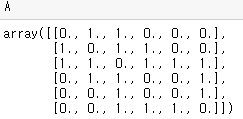 A
array([[0., 1., 1., 0., 0., 0.],
[1., 0., 1., 1., 0., 0.],
[1., 1., 0., 1., 1., 1.],
[0., 1., 1., 0., 0., 1.],
[0., 0., 1., 0., 0., 1.],
[0., 0., 1., 1., 1., 0.]])